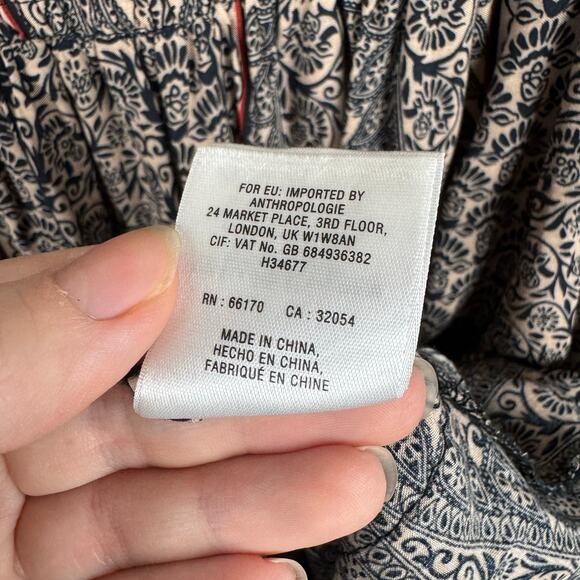 FOR EU: IMPORTED BY
ANTHROPOLOGIE
24 MARKET PLACE, 3RD FLOOR,
LONDON, UK W1W8AN
CIF: VAT No. GB 684936382
H34677
RN : 66170 CA : 32054
MADE IN CHINA,
HECHO EN CHINA,
FABRIQUÉ EN CHINE